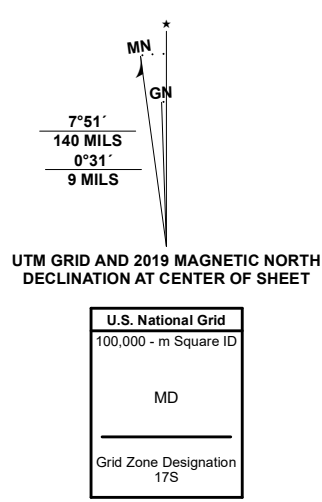 ★
MN
GN
7°51´
140 MILS
0°31´
9 MILS
UTM GRID AND 2019 MAGNETIC NORTH
DECLINATION AT CENTER OF SHEET
U.S. National Grid
100,000 - m Square ID
MD
Grid Zone Designation
17S